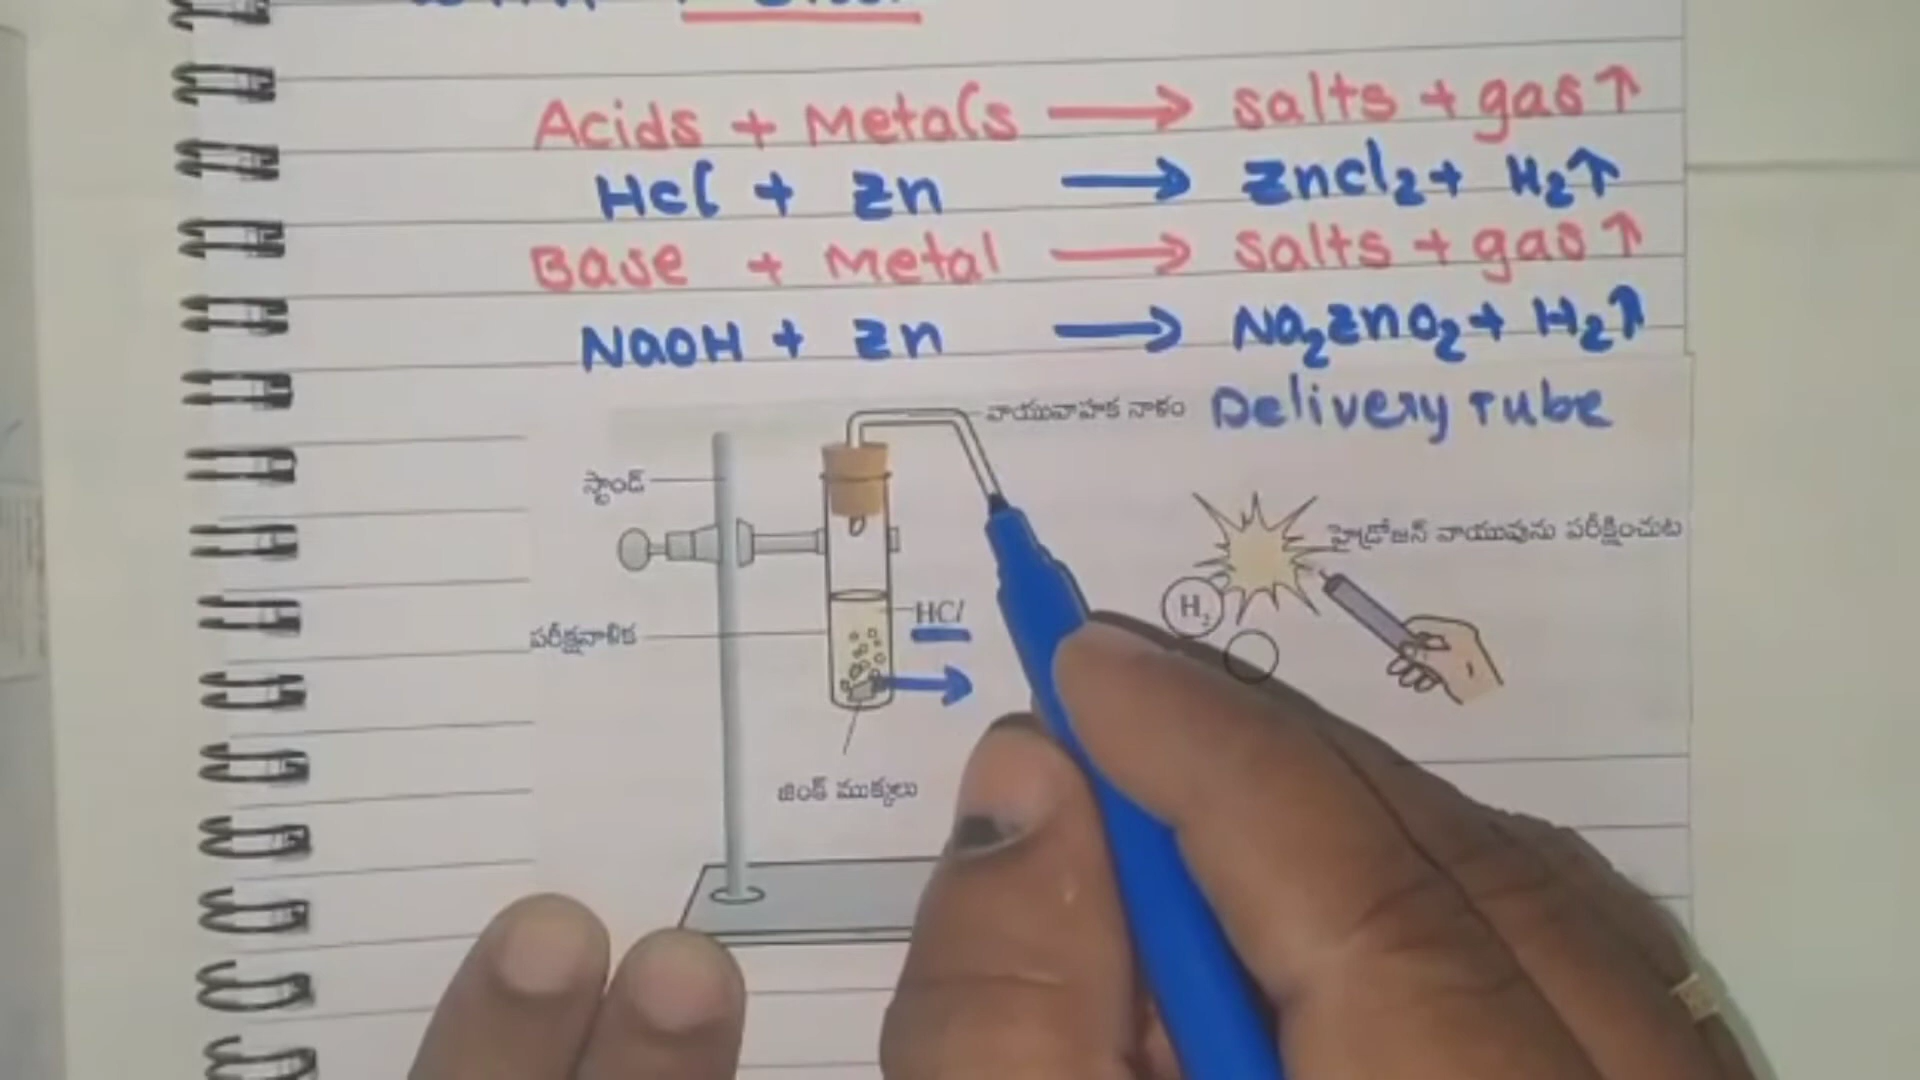 Acids + Metals → salts + gas↑
Hcl + Zn → Zncl₂ + H₂↑
Base + Metal → salts + gas↑
NaOH + Zn → Na₂ZnO₂ + H₂↑
వాయువాహక నాళం Delivery Tube
స్టాండ్
హైడ్రోజన్ వాయువును పరీక్షించుట
HCl
H₂
పరీక్షనాళిక
జింక్ ముక్కలు